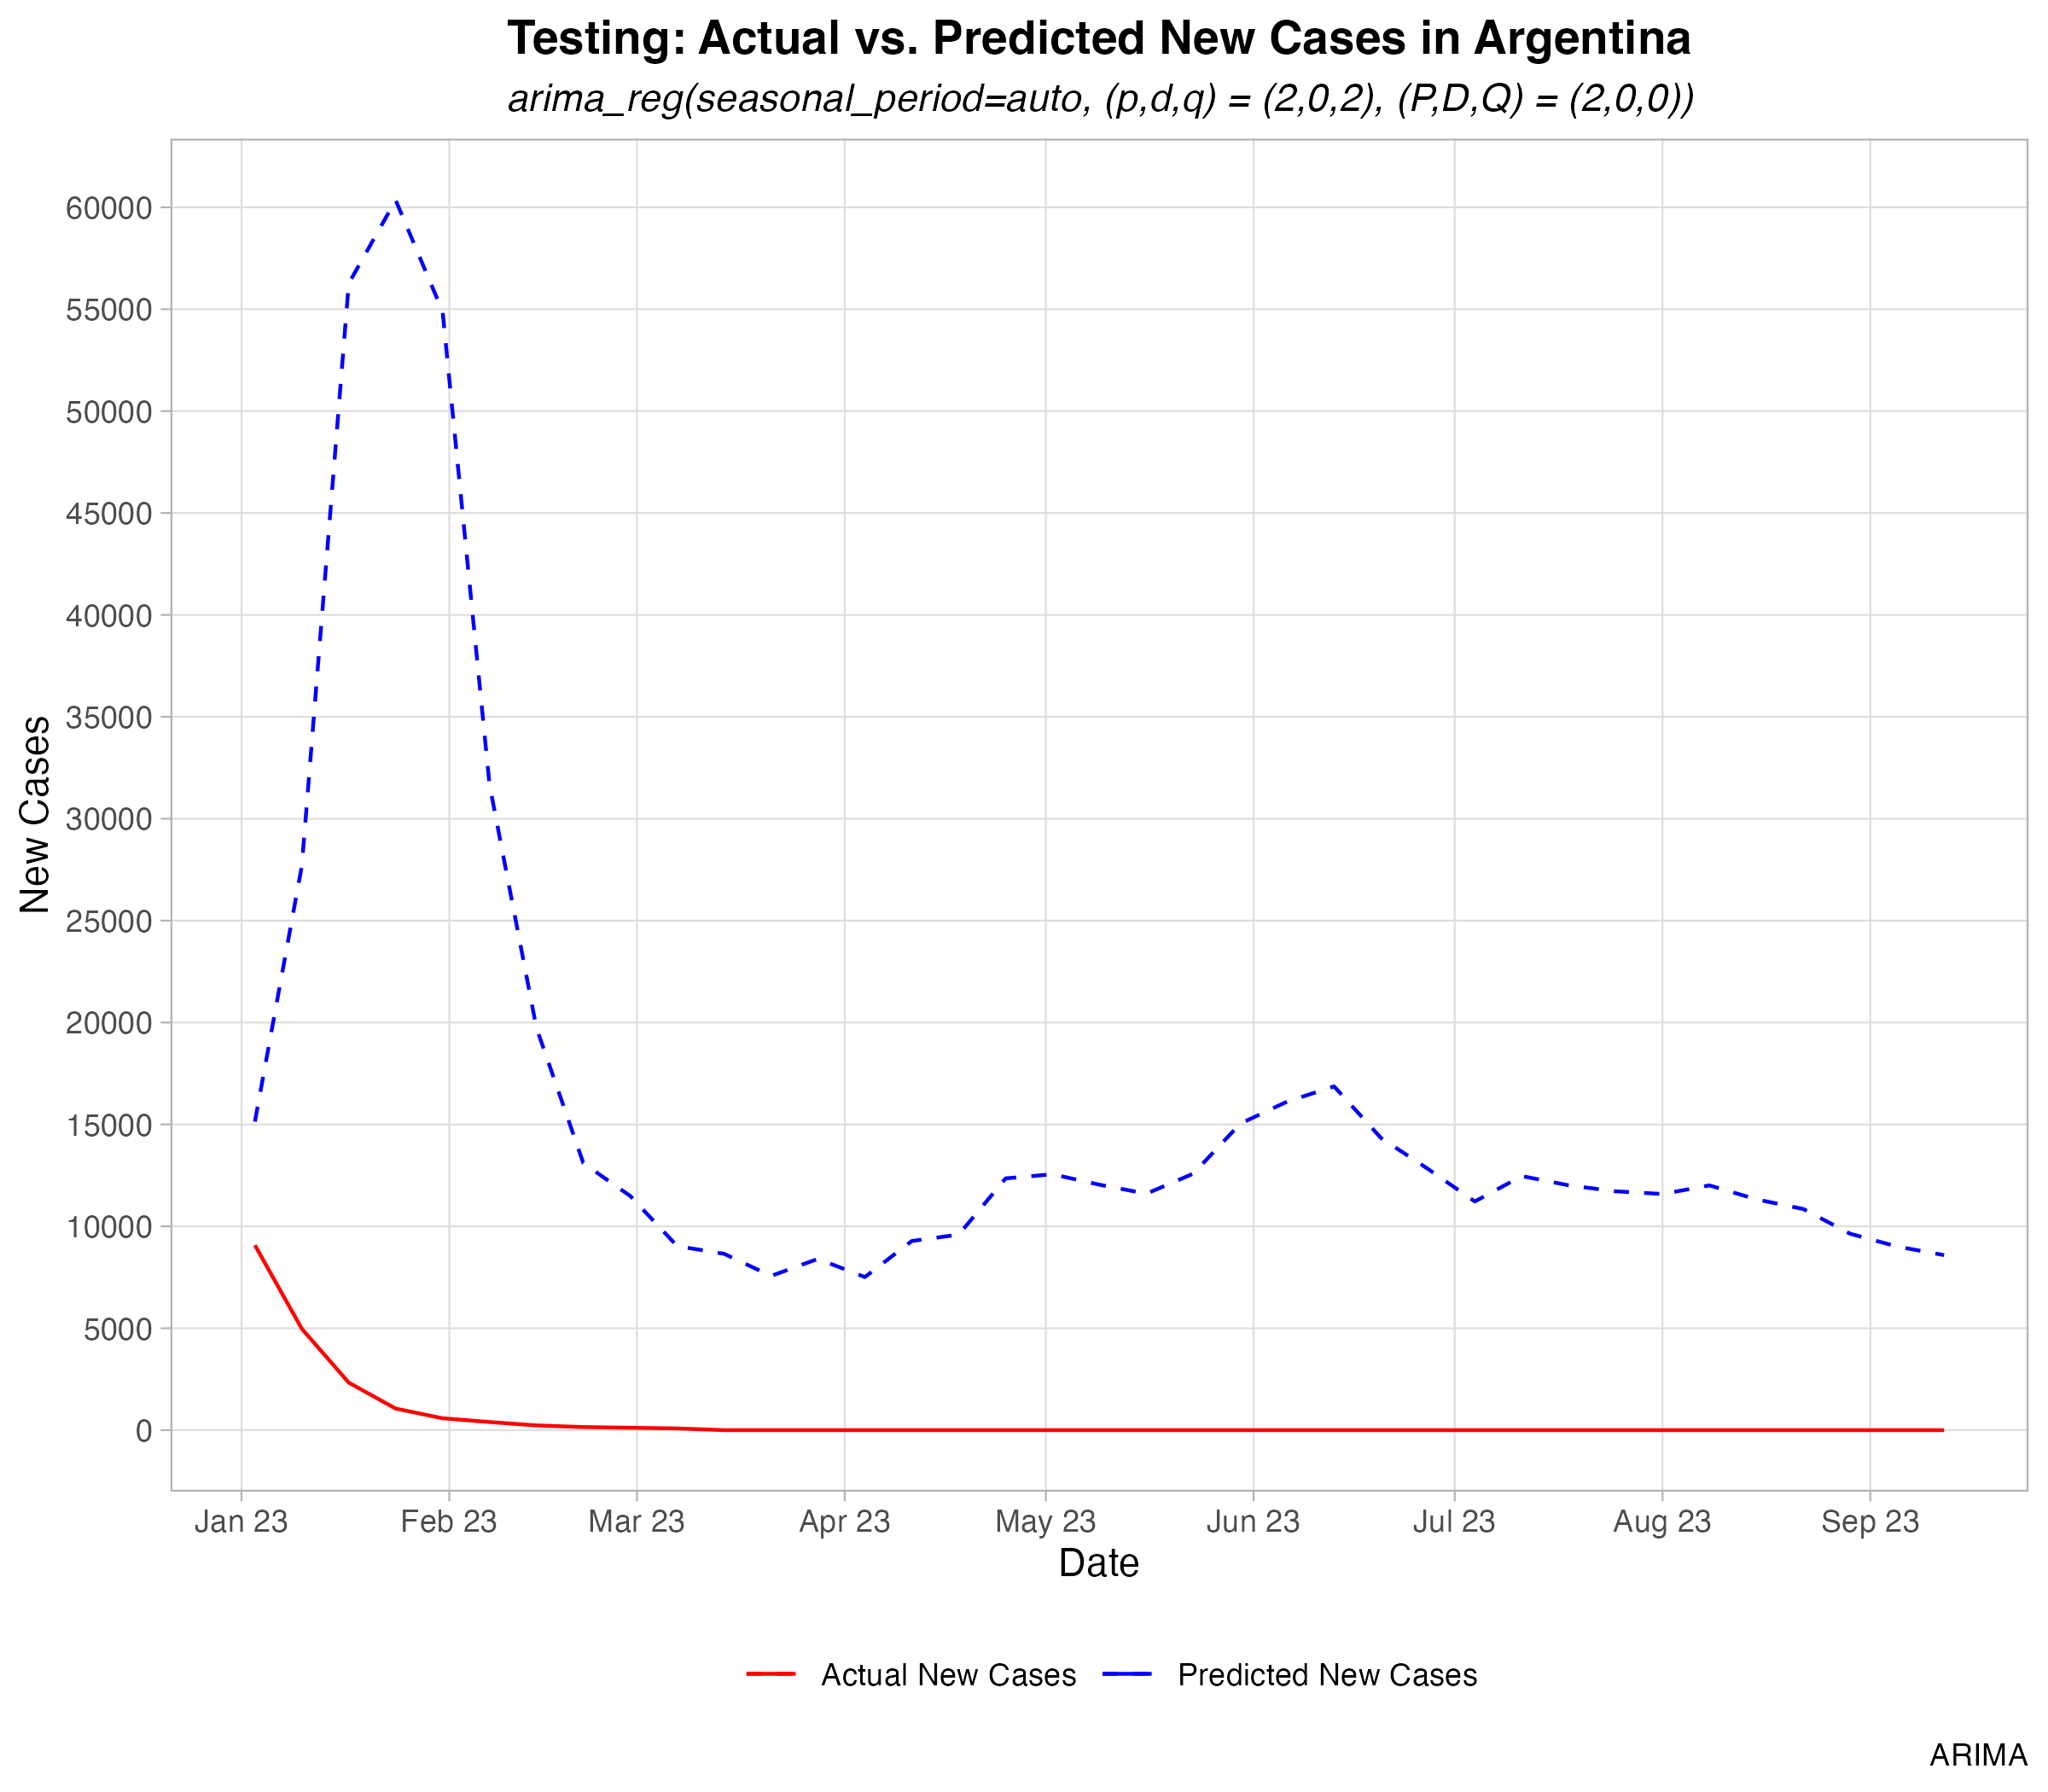 Testing: Actual vs. Predicted New Cases in Argentina
arima_reg(seasonal_period=auto, (p,d,q) = (2,0,2), (P,D,Q) = (2,0,0))
New Cases
60000
55000
50000
45000
40000
35000
30000
25000
20000
15000
10000
5000
0
Jan 23 Feb 23 Mar 23 Apr 23 May 23 Jun 23 Jul 23 Aug 23 Sep 23
Date
Actual New Cases Predicted New Cases
ARIMA